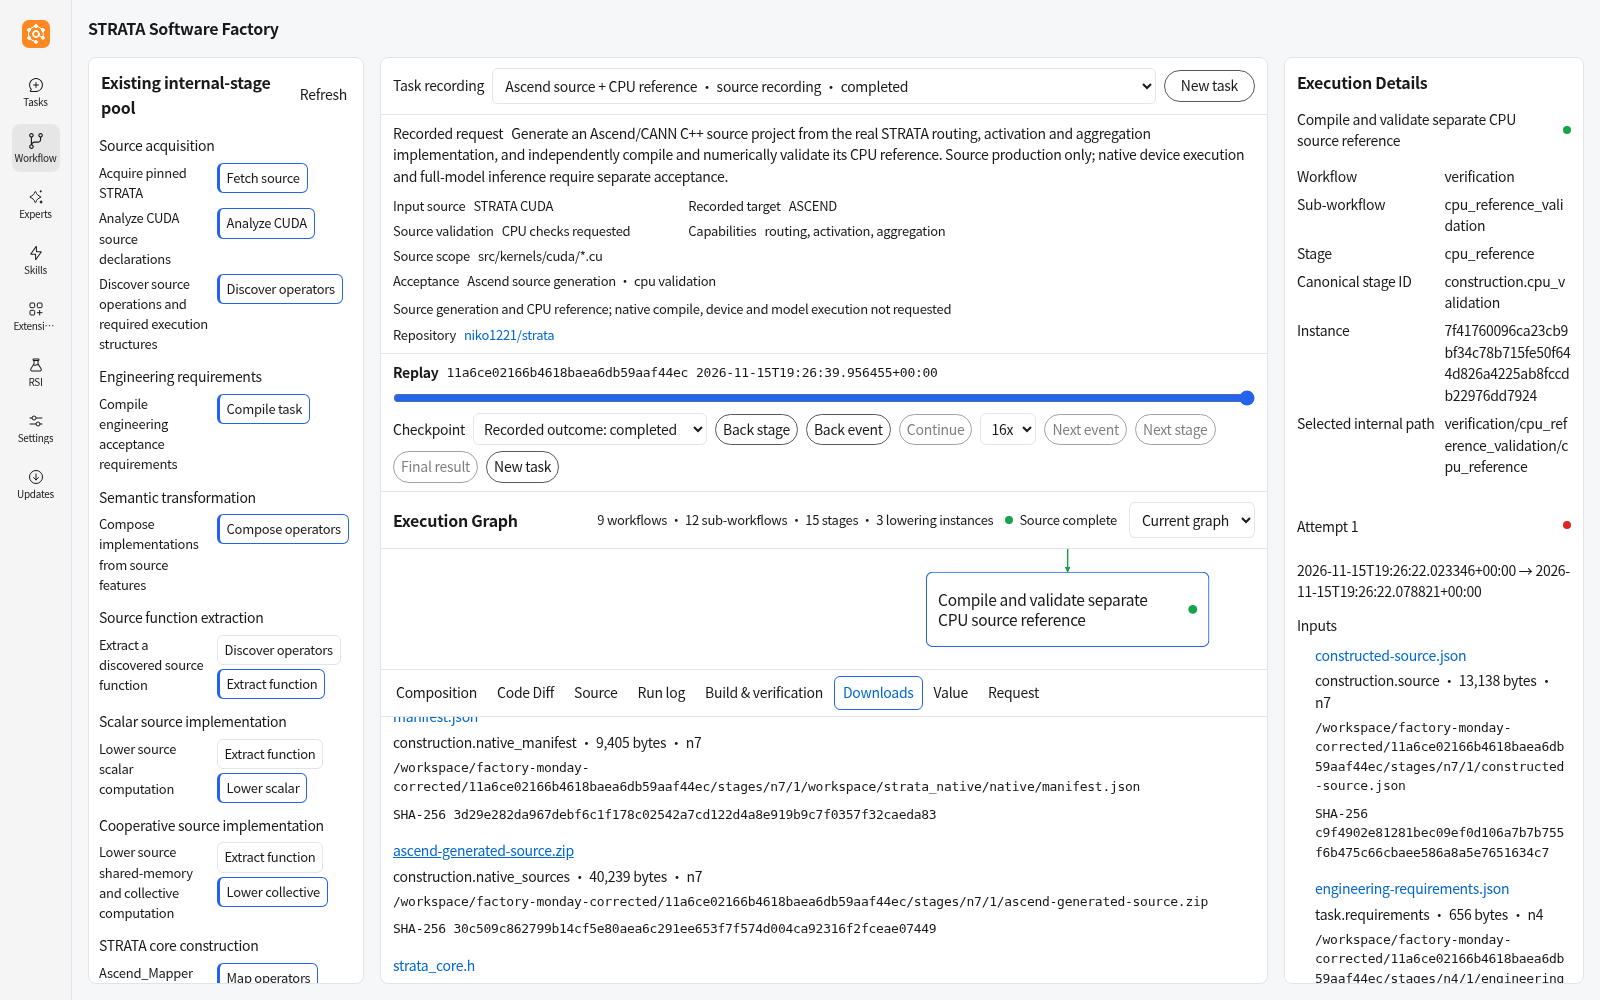 STRATA Software Factory
Tasks
Workflow
Experts
Skills
Extensi···
RSI
Settings
Updates
Existing internal-stage
pool
Refresh
Source acquisition
Acquire pinned
STRATA
Fetch source
Analyze CUDA
source
declarations
Analyze CUDA
Discover source
operations and
required execution
structures
Discover operators
Engineering requirements
Compile
engineering
acceptance
requirements
Compile task
Semantic transformation
Compose
implementations
from source
features
Compose operators
Source function extraction
Extract a
discovered source
function
Discover operators
Extract function
Scalar source implementation
Lower source
scalar
computation
Extract function
Lower scalar
Cooperative source implementation
Lower source
shared-memory
and collective
computation
Extract function
Lower collective
STRATA core construction
Ascend_Mapper
Map operators
Task recording
Ascend source + CPU reference • source recording • completed
New task
Recorded request Generate an Ascend/CANN C++ source project from the real STRATA routing, activation and aggregation
implementation, and independently compile and numerically validate its CPU reference. Source production only; native device execution
and full-model inference require separate acceptance.
Input source STRATA CUDA
Recorded target ASCEND
Source validation CPU checks requested
Capabilities routing, activation, aggregation
Source scope src/kernels/cuda/*.cu
Acceptance Ascend source generation • cpu validation
Source generation and CPU reference; native compile, device and model execution not requested
Repository niko1221/strata
Replay 11a6ce02166b4618baea6db59aaf44ec 2026-11-15T19:26:39.956455+00:00
Checkpoint
Recorded outcome: completed
Back stage
Back event
Continue
16x
Next event
Next stage
Final result
New task
Execution Graph
9 workflows • 12 sub-workflows • 15 stages • 3 lowering instances
Source complete
Current graph
Compile and validate separate
CPU source reference
Composition
Code Diff
Source
Run log
Build & verification
Downloads
Value
Request
manifest.json
construction.native_manifest • 9,405 bytes • n7
/workspace/factory-monday-
corrected/11a6ce02166b4618baea6db59aaf44ec/stages/n7/1/workspace/strata_native/native/manifest.json
SHA-256 3d29e282da967debf6c1f178c02542a7cd122d4a8e919b9c7f0357f32caeda83
ascend-generated-source.zip
construction.native_sources • 40,239 bytes • n7
/workspace/factory-monday-corrected/11a6ce02166b4618baea6db59aaf44ec/stages/n7/1/ascend-generated-source.zip
SHA-256 30c509c862799b14cf5e80aea6c291ee653f7f574d004ca92316f2fceae07449
strata_core.h
Execution Details
Compile and validate separate CPU
source reference
Workflow
verification
Sub-workflow
cpu_reference_vali
dation
Stage
cpu_reference
Canonical stage ID
construction.cpu_v
alidation
Instance
7f41760096ca23cb9
bf34c78b715fe50f64
4d826a4225ab8fccd
b22976dd7924
Selected internal path
verification/cpu_ref
erence_validation/c
pu_reference
Attempt 1
2026-11-15T19:26:22.023346+00:00 → 2026-
11-15T19:26:22.078821+00:00
Inputs
constructed-source.json
construction.source • 13,138 bytes •
n7
/workspace/factory-monday-
corrected/11a6ce02166b4618baea6db
59aaf44ec/stages/n7/1/constructed
-source.json
SHA-256
c9f4902e81281bec09ef0d106a7b7b755
f6b475c66cbaee586a8a5e7651634c7
engineering-requirements.json
task.requirements • 656 bytes • n4
/workspace/factory-monday-
corrected/11a6ce02166b4618baea6db
59aaf44ec/stages/n4/1/engineering